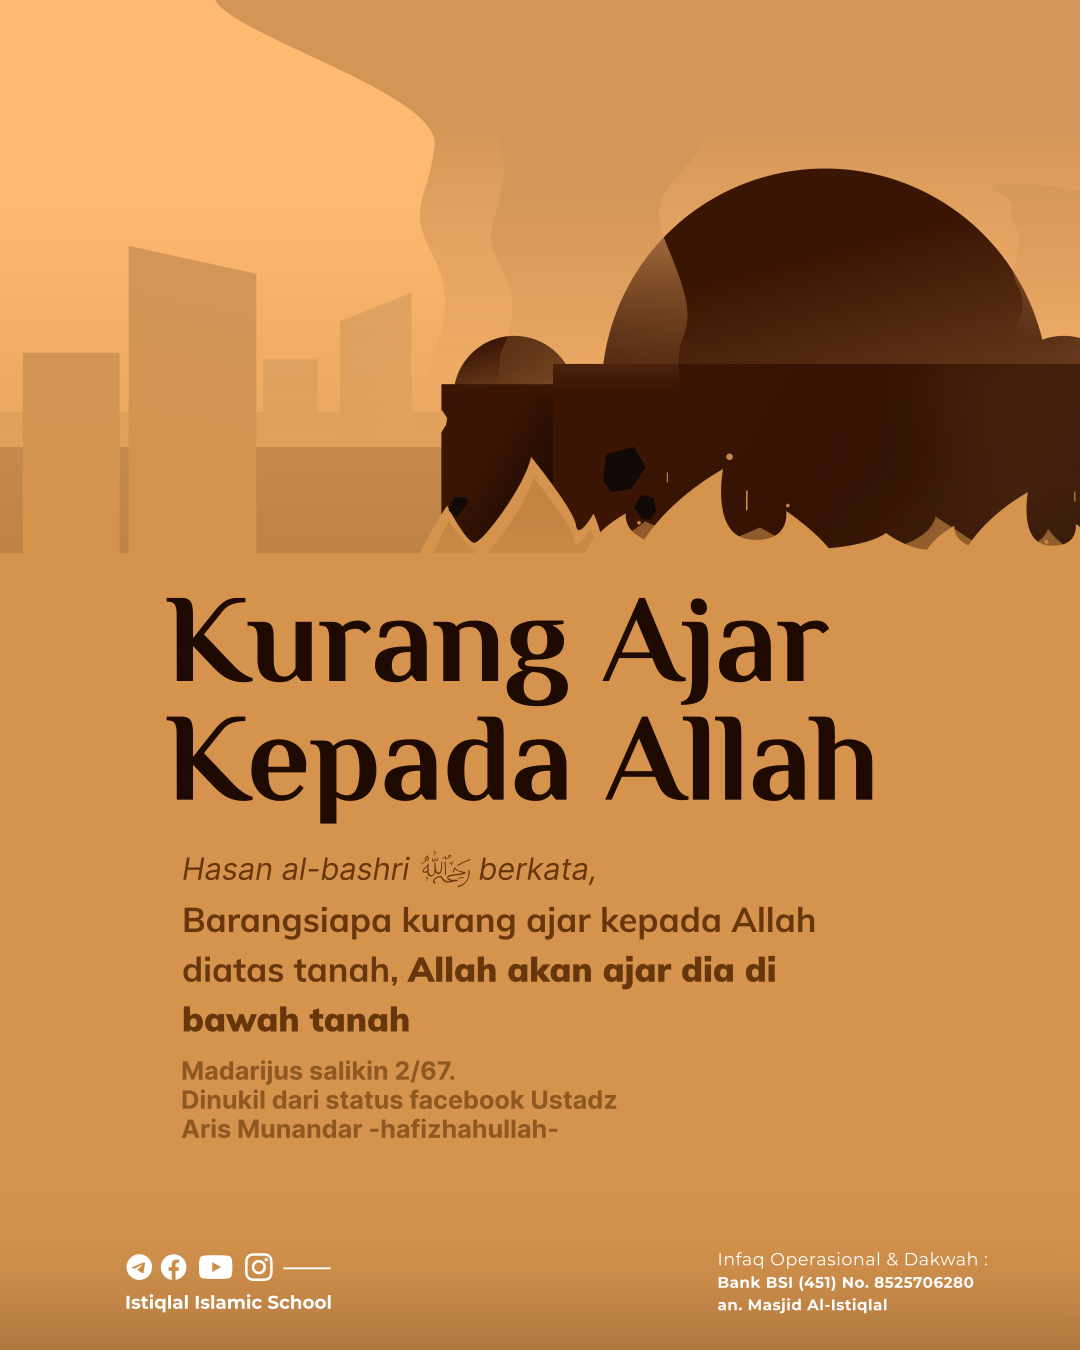 Kurang Ajar
Kepada Allah
Hasan al-bashri رحمه الله berkata,
Barangsiapa kurang ajar kepada Allah
diatas tanah, Allah akan ajar dia di
bawah tanah
Madarijus salikin 2/67.
Dinukil dari status facebook Ustadz
Aris Munandar -hafizhahullah-
Istiqlal Islamic School
Infaq Operasional & Dakwah :
Bank BSI (451) No. 8525706280
an. Masjid Al-Istiqlal